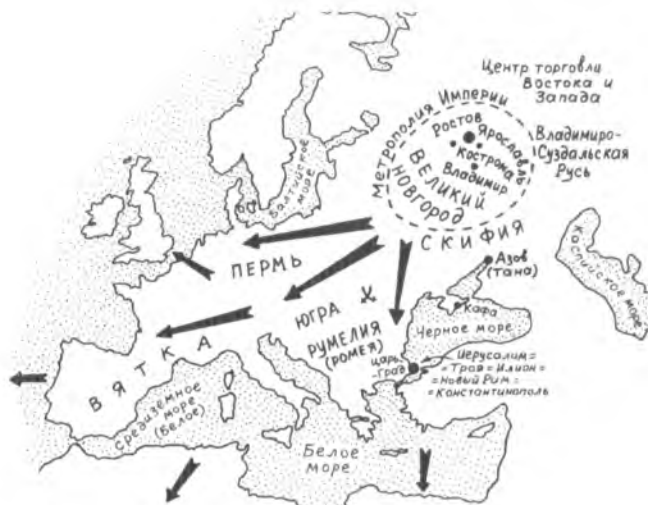 Центр торговли
Востока и
Запада
Метрополия Империи
Ростов
Ярославль
Кострома
Владимир
ВЕЛИКИЙ
НОВГОРОД
Владимиро-
Суздальская
Русь
Балтийское
море
СКИФИЯ
ПЕРМЬ
Азов
(Тана)
Каспийское море
Кафа
ЮГРА
РУМЕЛИЯ
(РОМЕЯ)
Черное море
ВЯТКА
Царь-
град
Иерусалим=
=Троя=Илион=
=Новый Рим=
=Константинополь
Средиземное
море
(Белое)
Белое
море